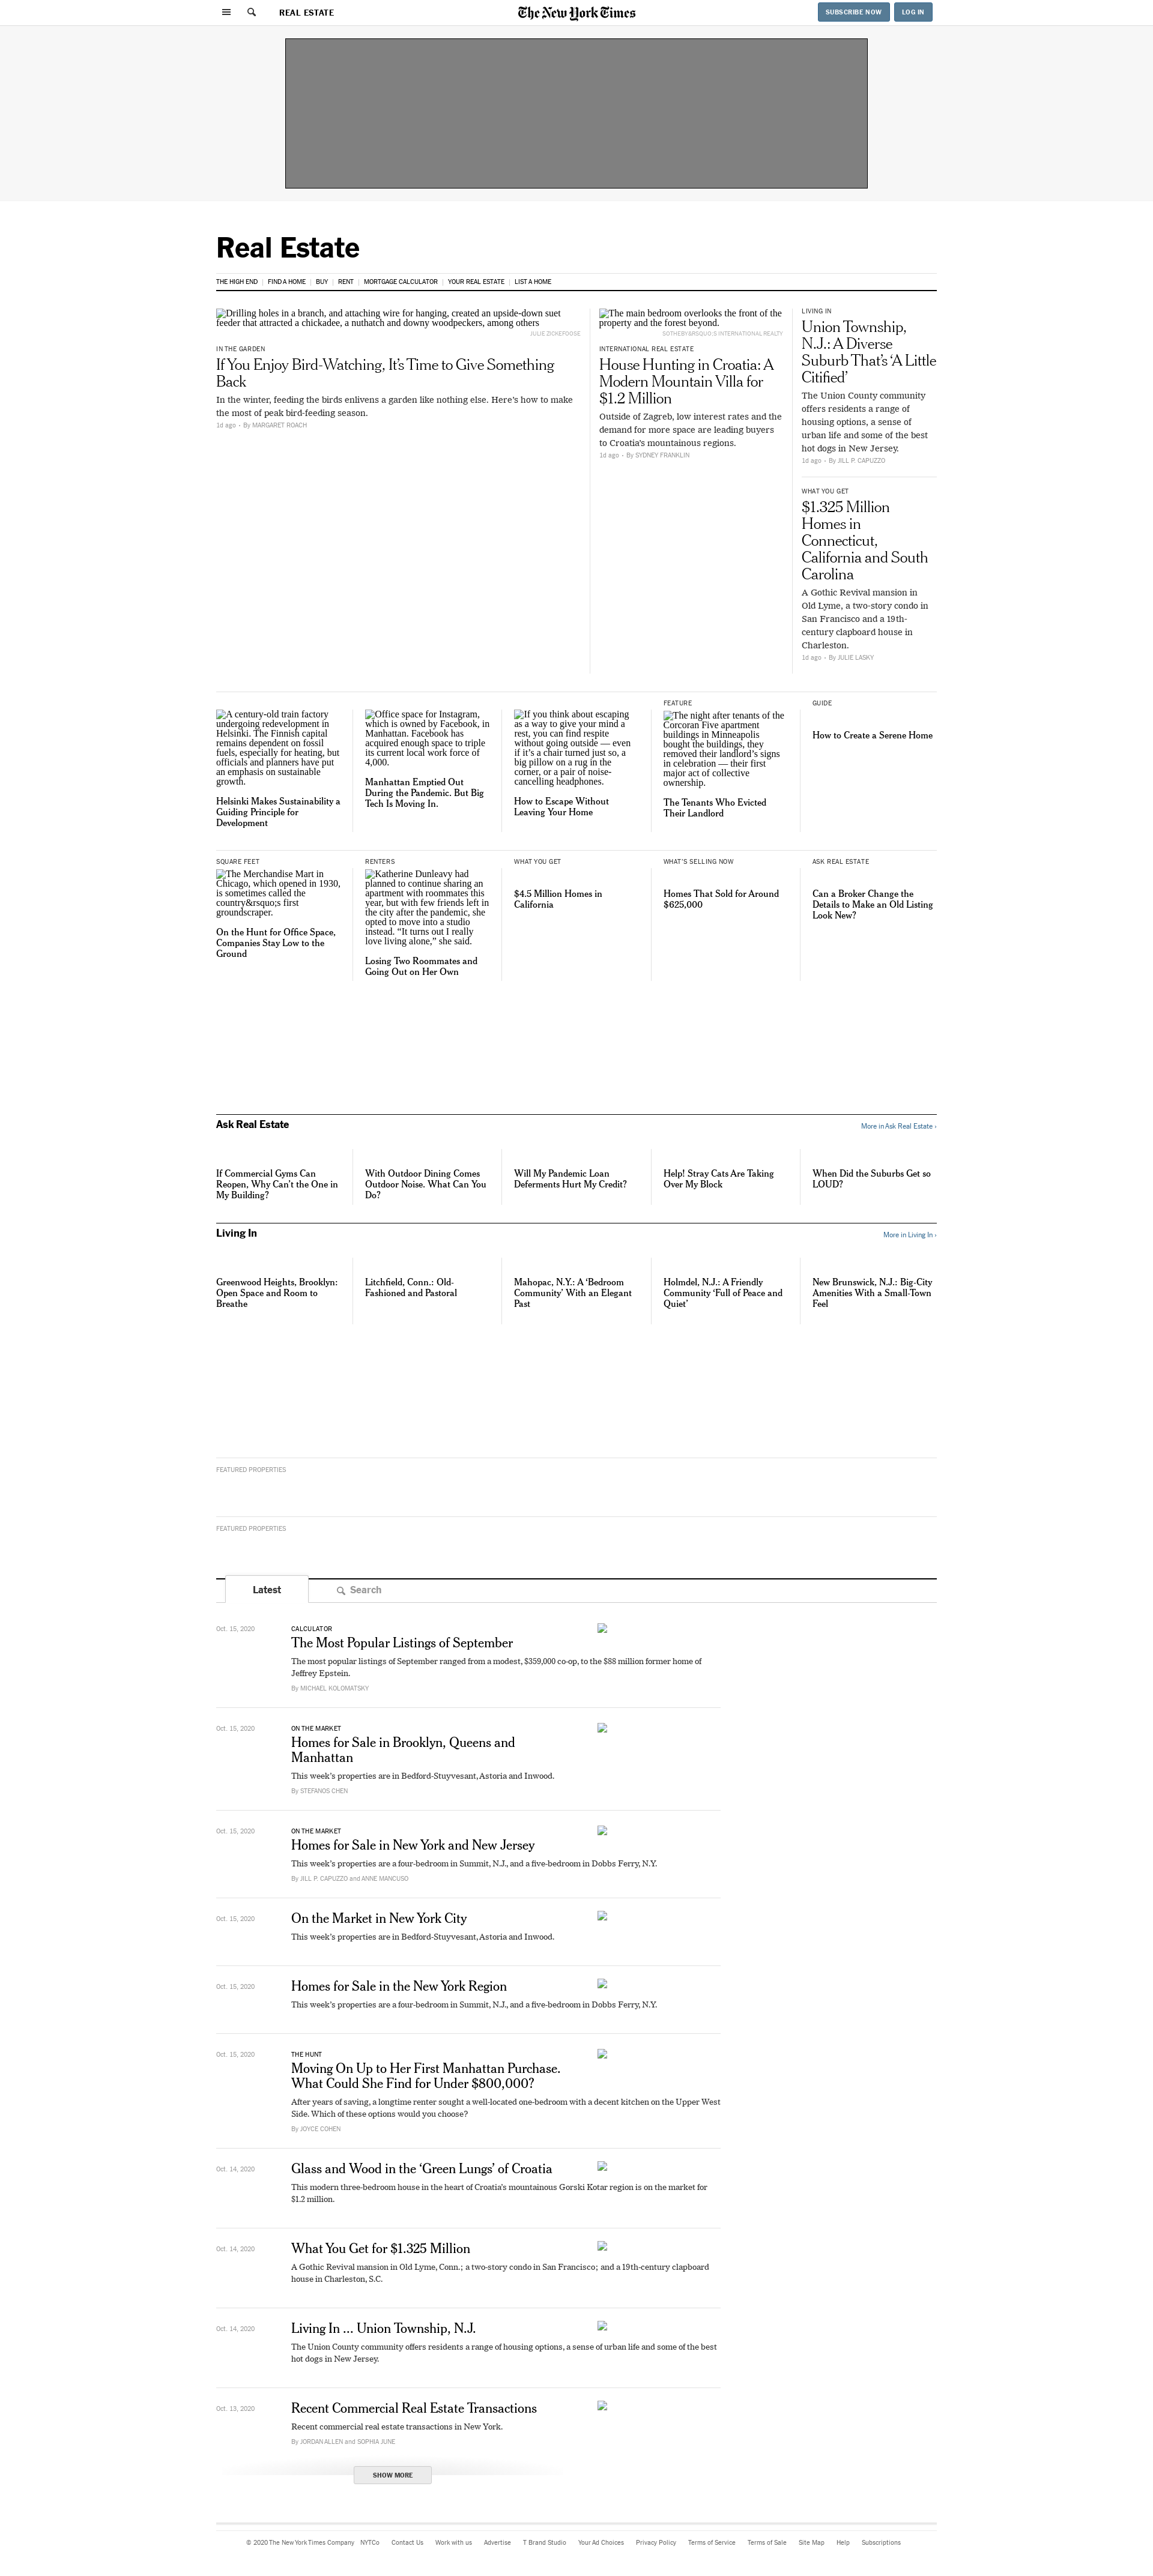 REAL ESTATE
The New York Times
SUBSCRIBE NOW
LOG IN
Real Estate
THE HIGH END | FIND A HOME | BUY | RENT | MORTGAGE CALCULATOR | YOUR REAL ESTATE | LIST A HOME
Drilling holes in a branch, and attaching wire for hanging, created an upside-down suet
feeder that attracted a chickadee, a nuthatch and downy woodpeckers, among others
JULIE ZICKEFOOSE
IN THE GARDEN
If You Enjoy Bird-Watching, It's Time to Give Something
Back
In the winter, feeding the birds enlivens a garden like nothing else. Here's how to make
the most of peak bird-feeding season.
1d ago - By MARGARET ROACH
The main bedroom overlooks the front of the
property and the forest beyond.
SOTHEBY&RSQUO;S INTERNATIONAL REALTY
INTERNATIONAL REAL ESTATE
House Hunting in Croatia: A
Modern Mountain Villa for
$1.2 Million
Outside of Zagreb, low interest rates and the
demand for more space are leading buyers
to Croatia's mountainous regions.
1d ago - By SYDNEY FRANKLIN
LIVING IN
Union Township,
N.J.: A Diverse
Suburb That's 'A Little
Citified'
The Union County community
offers residents a range of
housing options, a sense of
urban life and some of the best
hot dogs in New Jersey.
1d ago - By JILL P. CAPUZZO
WHAT YOU GET
$1.325 Million
Homes in
Connecticut,
California and South
Carolina
A Gothic Revival mansion in
Old Lyme, a two-story condo in
San Francisco and a 19th-
century clapboard house in
Charleston.
1d ago - By JULIE LASKY
A century-old train factory
undergoing redevelopment in
Helsinki. The Finnish capital
remains dependent on fossil
fuels, especially for heating, but
officials and planners have put
an emphasis on sustainable
growth.
Helsinki Makes Sustainability a
Guiding Principle for
Development
Office space for Instagram,
which is owned by Facebook, in
Manhattan. Facebook has
acquired enough space to triple
its current local work force of
4,000.
Manhattan Emptied Out
During the Pandemic. But Big
Tech Is Moving In.
If you think about escaping
as a way to give your mind a
rest, you can find respite
without going outside — even
if it's a chair turned just so, a
big pillow on a rug in the
corner, or a pair of noise-
cancelling headphones.
How to Escape Without
Leaving Your Home
FEATURE
The night after tenants of the
Corcoran Five apartment
buildings in Minneapolis
bought the buildings, they
removed their landlord's signs
in celebration — their first
major act of collective
ownership.
The Tenants Who Evicted
Their Landlord
GUIDE
How to Create a Serene Home
SQUARE FEET
The Merchandise Mart in
Chicago, which opened in 1930,
is sometimes called the
country&rsquo;s first
groundscraper.
On the Hunt for Office Space,
Companies Stay Low to the
Ground
RENTERS
Katherine Dunleavy had
planned to continue sharing an
apartment with roommates this
year, but with few friends left in
the city after the pandemic, she
opted to move into a studio
instead. "It turns out I really
love living alone," she said.
Losing Two Roommates and
Going Out on Her Own
WHAT YOU GET
$4.5 Million Homes in
California
WHAT'S SELLING NOW
Homes That Sold for Around
$625,000
ASK REAL ESTATE
Can a Broker Change the
Details to Make an Old Listing
Look New?
Ask Real Estate
More in Ask Real Estate ›
If Commercial Gyms Can
Reopen, Why Can't the One in
My Building?
With Outdoor Dining Comes
Outdoor Noise. What Can You
Do?
Will My Pandemic Loan
Deferments Hurt My Credit?
Help! Stray Cats Are Taking
Over My Block
When Did the Suburbs Get so
LOUD?
Living In
More in Living In ›
Greenwood Heights, Brooklyn:
Open Space and Room to
Breathe
Litchfield, Conn.: Old-
Fashioned and Pastoral
Mahopac, N.Y.: A 'Bedroom
Community' With an Elegant
Past
Holmdel, N.J.: A Friendly
Community 'Full of Peace and
Quiet'
New Brunswick, N.J.: Big-City
Amenities With a Small-Town
Feel
FEATURED PROPERTIES
FEATURED PROPERTIES
Latest
Search
Oct. 15, 2020
CALCULATOR
The Most Popular Listings of September
The most popular listings of September ranged from a modest, $359,000 co-op, to the $88 million former home of
Jeffrey Epstein.
By MICHAEL KOLOMATSKY
Oct. 15, 2020
ON THE MARKET
Homes for Sale in Brooklyn, Queens and
Manhattan
This week's properties are in Bedford-Stuyvesant, Astoria and Inwood.
By STEFANOS CHEN
Oct. 15, 2020
ON THE MARKET
Homes for Sale in New York and New Jersey
This week's properties are a four-bedroom in Summit, N.J., and a five-bedroom in Dobbs Ferry, N.Y.
By JILL P. CAPUZZO and ANNE MANCUSO
Oct. 15, 2020
On the Market in New York City
This week's properties are in Bedford-Stuyvesant, Astoria and Inwood.
Oct. 15, 2020
Homes for Sale in the New York Region
This week's properties are a four-bedroom in Summit, N.J., and a five-bedroom in Dobbs Ferry, N.Y.
Oct. 15, 2020
THE HUNT
Moving On Up to Her First Manhattan Purchase.
What Could She Find for Under $800,000?
After years of saving, a longtime renter sought a well-located one-bedroom with a decent kitchen on the Upper West
Side. Which of these options would you choose?
By JOYCE COHEN
Oct. 14, 2020
Glass and Wood in the 'Green Lungs' of Croatia
This modern three-bedroom house in the heart of Croatia's mountainous Gorski Kotar region is on the market for
$1.2 million.
Oct. 14, 2020
What You Get for $1.325 Million
A Gothic Revival mansion in Old Lyme, Conn.; a two-story condo in San Francisco; and a 19th-century clapboard
house in Charleston, S.C.
Oct. 14, 2020
Living In ... Union Township, N.J.
The Union County community offers residents a range of housing options, a sense of urban life and some of the best
hot dogs in New Jersey.
Oct. 13, 2020
Recent Commercial Real Estate Transactions
Recent commercial real estate transactions in New York.
By JORDAN ALLEN and SOPHIA JUNE
SHOW MORE
© 2020 The New York Times Company NYTCo Contact Us Work with us Advertise T Brand Studio Your Ad Choices Privacy Policy Terms of Service Terms of Sale Site Map Help Subscriptions